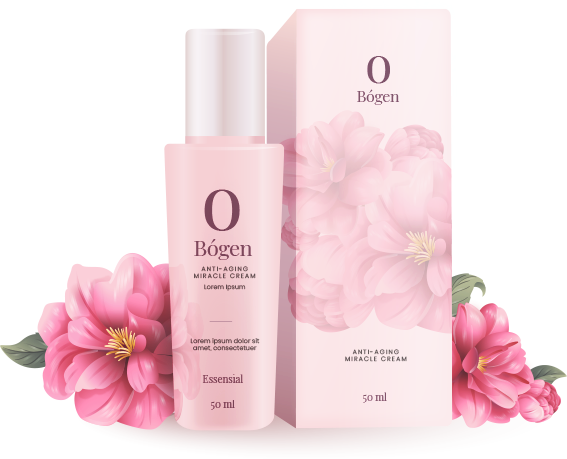 O
Bógen
ANTI-AGING
MIRACLE CREAM
Lorem Ipsum
Lorem ipsum dolor sit
amet, consectetuer
Essensial
50 ml
O
Bógen
ANTI-AGING
MIRACLE CREAM
50 ml